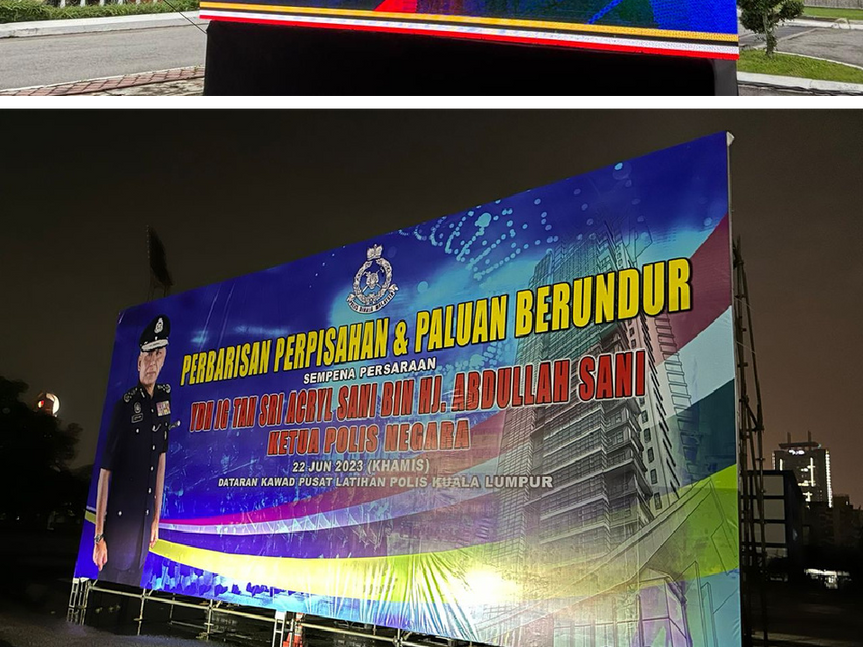 PERBARISAN PERPISAHAN & PALUAN BERUNDUR
SEMPENA PERSARAAN
YDH IG TAN SRI ACRYL SANI BIN HJ. ABDULLAH SANI
KETUA POLIS NEGARA
22 JUN 2023 (KHAMIS)
DATARAN KAWAD PUSAT LATIHAN POLIS KUALA LUMPUR